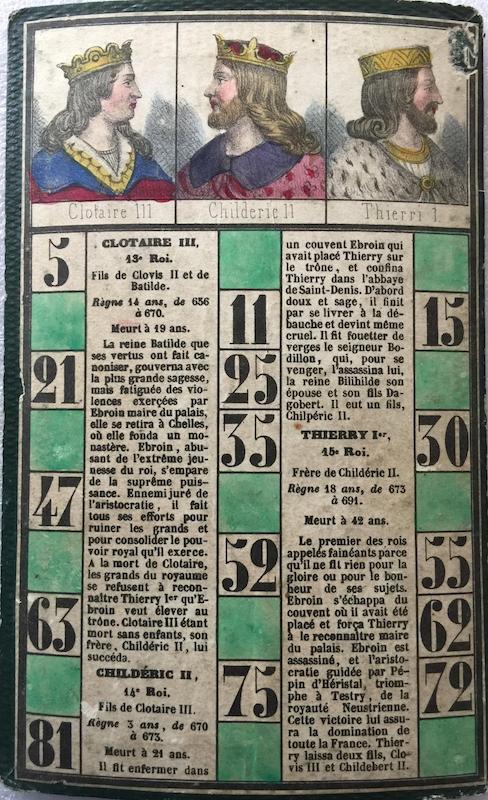 Clotaire III
Childeric II
Thierri I
5
21
47
63
81
CLOTAIRE III,
13e Roi.
Fils de Clovis II et de
Batilde.
Règne 14 ans, de 656
à 670.
Meurt à 19 ans.
La reine Batilde que
ses vertus ont fait ca-
noniser, gouverna avec
la plus grande sagesse,
mais fatiguée des vio-
lences exercées par
Ebroin maire du palais,
elle se retira à Chelles,
où elle fonda un mo-
nastère. Ebroin, abu-
sant de l'extrême jeu-
nesse du roi, s'empare
de la suprême puis-
sance. Ennemi juré de
l'aristocratie, il fait
tous ses efforts pour
ruiner les grands et
pour consolider le pou-
voir royal qu'il exerce.
A la mort de Clotaire,
les grands du royaume
se refusent à recon-
naître Thierry Ier qu'E-
broin veut élever au
trône. Clotaire III étant
mort sans enfants, son
frère, Childéric II, lui
succéda.
CHILDÉRIC II,
14e Roi.
Fils de Clotaire III.
Règne 3 ans, de 670
à 673.
Meurt à 21 ans.
Il fit enfermer dans
11
25
35
52
75
un couvent Ebroin qui
avait placé Thierry sur
le trône, et confina
Thierry dans l'abbaye
de Saint-Denis. D'abord
doux et sage, il finit
par se livrer à la dé-
bauche et devint même
cruel. Il fit fouetter de
verges le seigneur Bo-
dillon, qui, pour se
venger, l'assassina lui,
la reine Bilihilde son
épouse et son fils Da-
gobert. Il eut un fils,
Chilpéric II.
THIERRY Ier,
15e Roi.
Frère de Childéric II.
Règne 18 ans, de 673
à 691.
Meurt à 42 ans.
Le premier des rois
appelés fainéants parce
qu'il ne fit rien pour la
gloire ou pour le bon-
heur de ses sujets.
Ebroin s'échappa du
couvent où il avait été
placé et força Thierry
à le reconnaître maire
du palais. Ebroin est
assassiné, et l'aristo-
cratie guidée par Pé-
pin d'Héristal, triom-
phe à Testry, de la
royauté Neustrienne.
Cette victoire lui assu-
ra la domination de
toute la France. Thier-
ry laissa deux fils, Clo-
vis III et Childebert II.
15
30
55
62
72